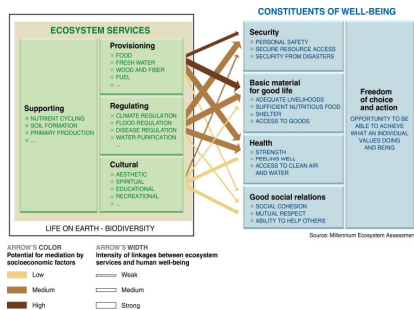 CONSTITUENTS OF WELL-BEING
ECOSYSTEM SERVICES
Provisioning
FOOD
FRESH WATER
WOOD AND FIBER
FUEL
...
Supporting
NUTRIENT CYCLING
SOIL FORMATION
PRIMARY PRODUCTION
...
Regulating
CLIMATE REGULATION
FLOOD REGULATION
DISEASE REGULATION
WATER PURIFICATION
...
Cultural
AESTHETIC
SPIRITUAL
EDUCATIONAL
RECREATIONAL
...
LIFE ON EARTH - BIODIVERSITY
Security
PERSONAL SAFETY
SECURE RESOURCE ACCESS
SECURITY FROM DISASTERS
Basic material
for good life
ADEQUATE LIVELIHOODS
SUFFICIENT NUTRITIOUS FOOD
SHELTER
ACCESS TO GOODS
Health
STRENGTH
FEELING WELL
ACCESS TO CLEAN AIR
AND WATER
Good social relations
SOCIAL COHESION
MUTUAL RESPECT
ABILITY TO HELP OTHERS
Freedom
of choice
and action
OPPORTUNITY TO BE
ABLE TO ACHIEVE
WHAT AN INDIVIDUAL
VALUES DOING
AND BEING
Source: Millennium Ecosystem Assessmen
ARROW'S COLOR
Potential for mediation by
socioeconomic factors
Low
Medium
High
ARROW'S WIDTH
Intensity of linkages between ecosystem
services and human well-being
Weak
Medium
Strong